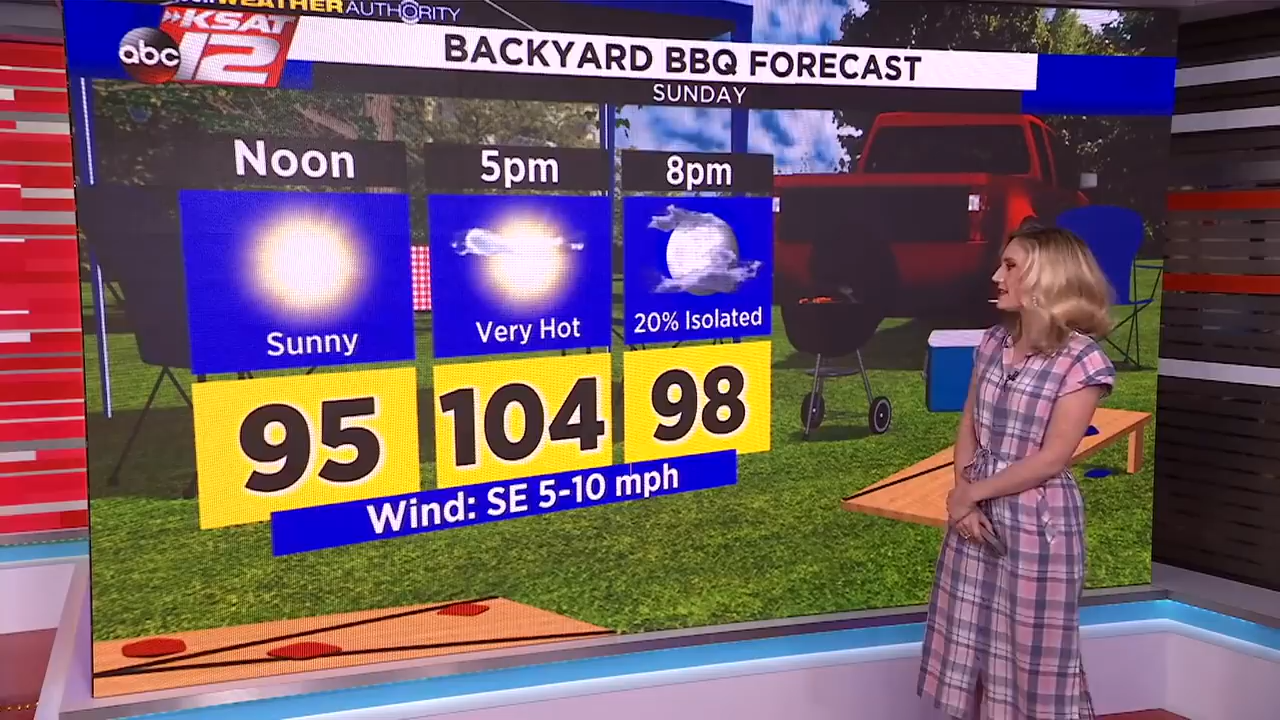 WEATHER AUTHORITY
KSAT
abc 12
BACKYARD BBQ FORECAST
SUNDAY
Noon 5pm 8pm
Sunny Very Hot 20% Isolated
95 104 98
Wind: SE 5-10 mph